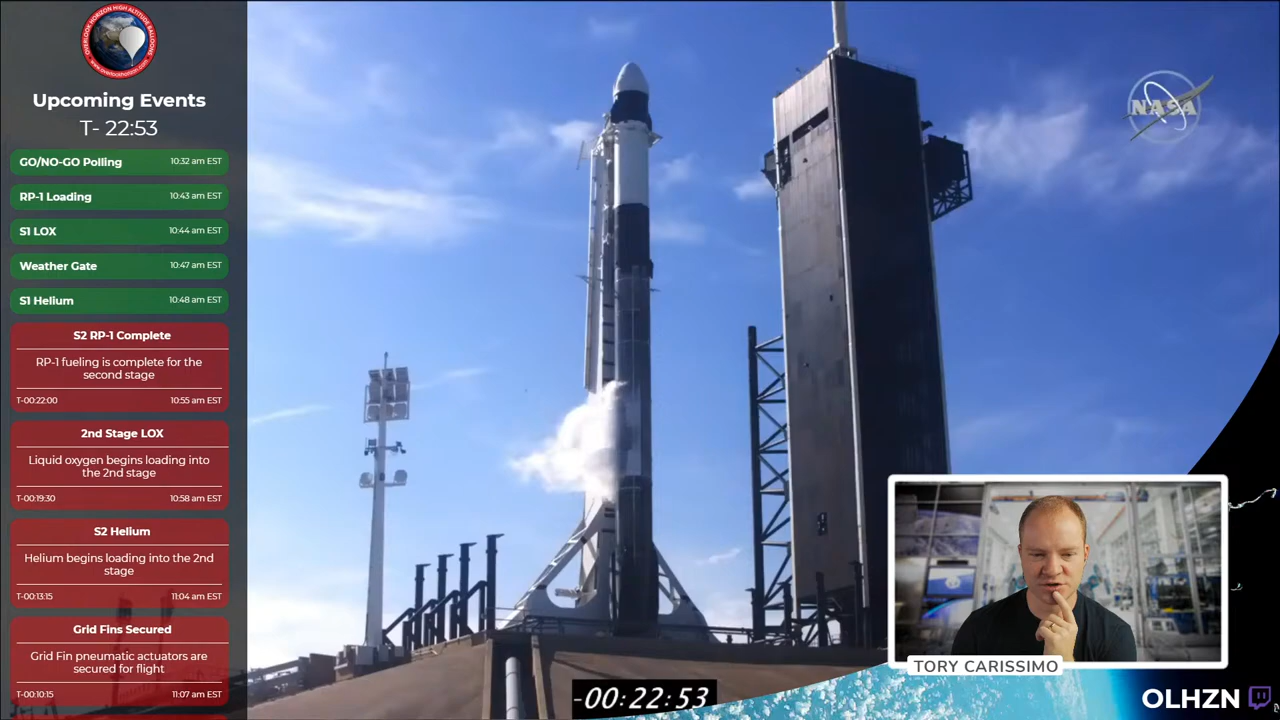 OVERLOOK HORIZON HIGH ALTITUDE BALLOONS
www.overlookhorizon.com
Upcoming Events
T- 22:53
GO/NO-GO Polling 10:32 am EST
RP-1 Loading 10:43 am EST
S1 LOX 10:44 am EST
Weather Gate 10:47 am EST
S1 Helium 10:48 am EST
S2 RP-1 Complete
RP-1 fueling is complete for the
second stage
T-00:22:00 10:55 am EST
2nd Stage LOX
Liquid oxygen begins loading into
the 2nd stage
T-00:19:30 10:58 am EST
S2 Helium
Helium begins loading into the 2nd
stage
T-00:13:15 11:04 am EST
Grid Fins Secured
Grid Fin pneumatic actuators are
secured for flight
T-00:10:15 11:07 am EST
NASA
-00:22:53
TORY CARISSIMO
OLHZN